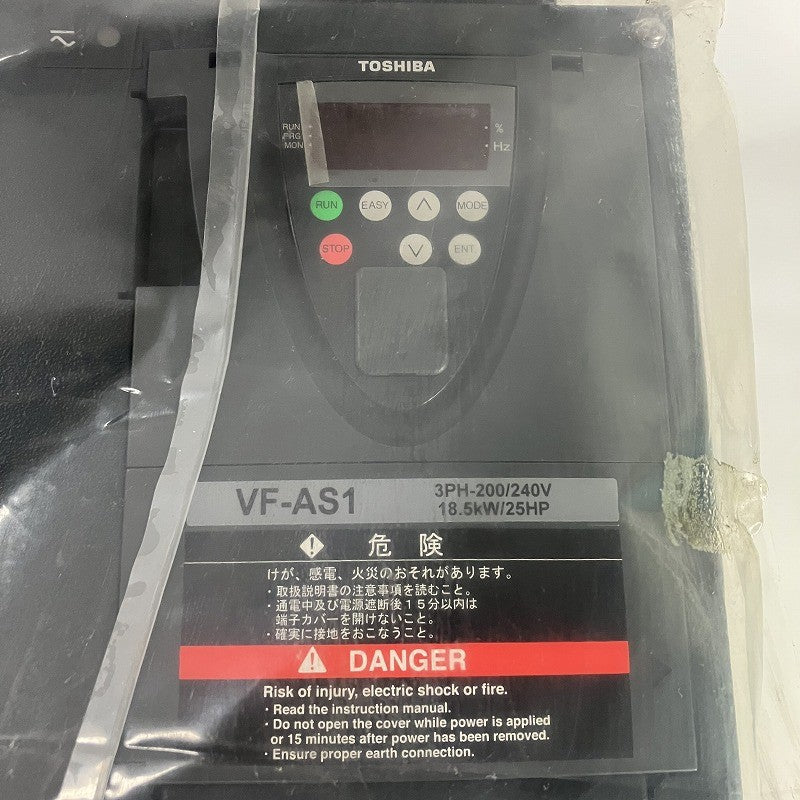 TOSHIBA
RUN
PRG
MON
%
Hz
RUN
EASY
MODE
STOP
ENT
VF-AS1
3PH-200/240V
18.5kW/25HP
危 険
けが、感電、火災のおそれがあります。
・取扱説明書の注意事項を読むこと。
・通電中及び電源遮断後１５分以内は
端子カバーを開けないこと。
・確実に接地をおこなうこと。
DANGER
Risk of injury, electric shock or fire.
・Read the instruction manual.
・Do not open the cover while power is applied
or 15 minutes after power has been removed.
・Ensure proper earth connection.